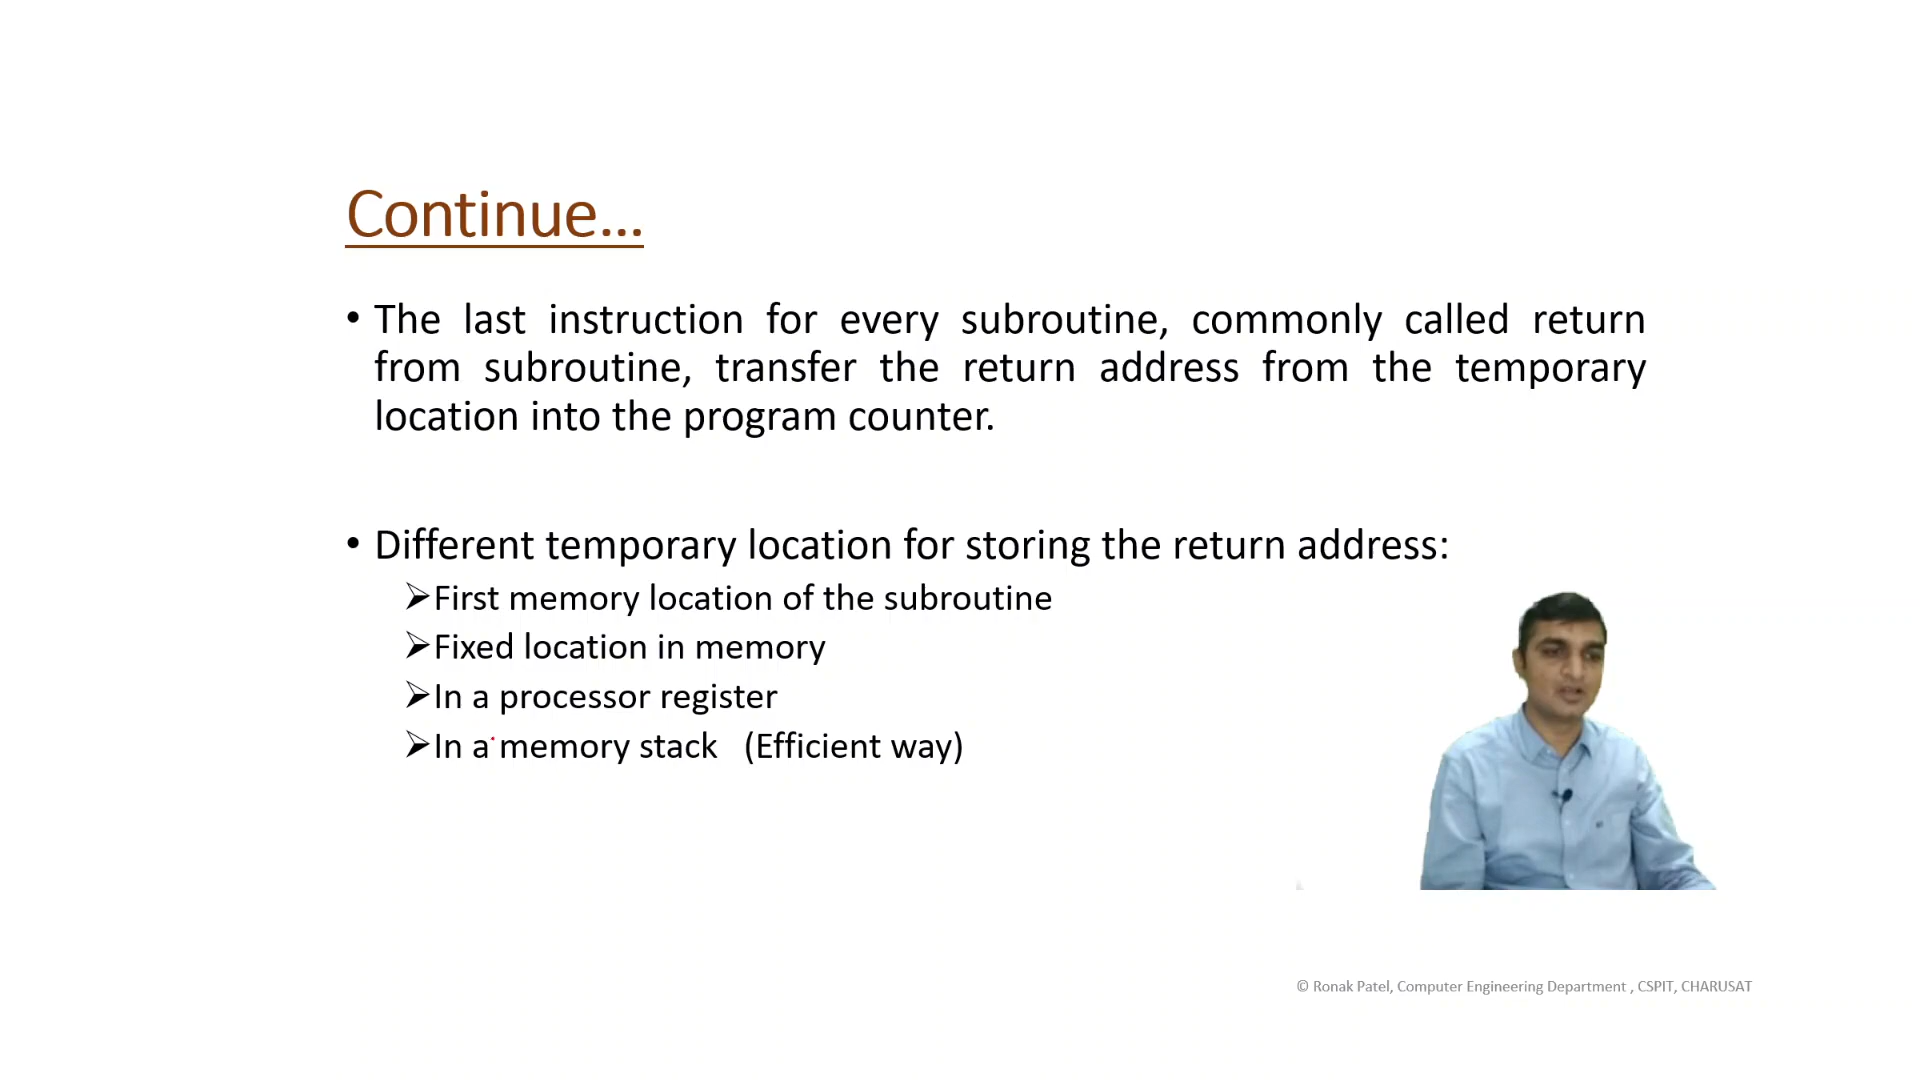 Continue...
• The last instruction for every subroutine, commonly called return
from subroutine, transfer the return address from the temporary
location into the program counter.
• Different temporary location for storing the return address:
➢First memory location of the subroutine
➢Fixed location in memory
➢In a processor register
➢In a memory stack (Efficient way)
© Ronak Patel, Computer Engineering Department , CSPIT, CHARUSAT